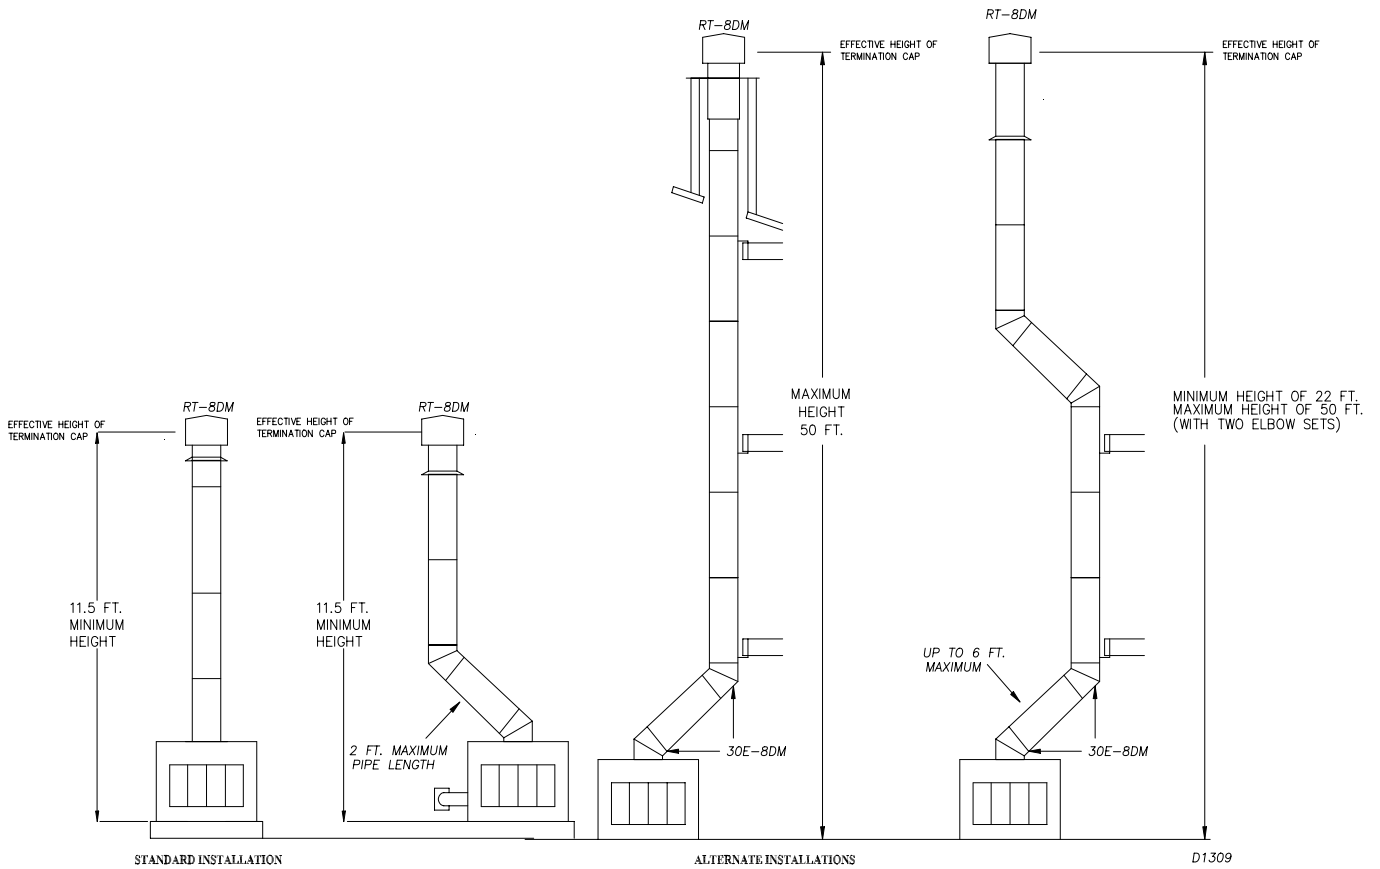 RT-8DM
EFFECTIVE HEIGHT OF
TERMINATION CAP
11.5 FT.
MINIMUM
HEIGHT
RT-8DM
EFFECTIVE HEIGHT OF
TERMINATION CAP
11.5 FT.
MINIMUM
HEIGHT
2 FT. MAXIMUM
PIPE LENGTH
RT-8DM
EFFECTIVE HEIGHT OF
TERMINATION CAP
MAXIMUM
HEIGHT
50 FT.
30E-8DM
RT-8DM
EFFECTIVE HEIGHT OF
TERMINATION CAP
MINIMUM HEIGHT OF 22 FT.
MAXIMUM HEIGHT OF 50 FT.
(WITH TWO ELBOW SETS)
UP TO 6 FT.
MAXIMUM
30E-8DM
STANDARD INSTALLATION
ALTERNATE INSTALLATIONS
D1309